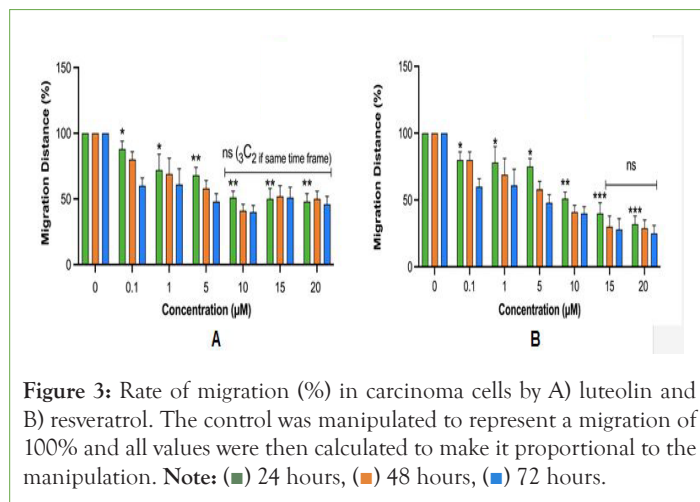 150
100
50
0
Migration Distance (%)
* * ** ** ** **
ns (₃C₂ if same time frame)
0 0.1 1 5 10 15 20
Concentration (μM)
A
150
100
50
0
Migration Distance (%)
* * * ** *** ***
ns
0 0.1 1 5 10 15 20
Concentration (μM)
B
Figure 3: Rate of migration (%) in carcinoma cells by A) luteolin and
B) resveratrol. The control was manipulated to represent a migration of
100% and all values were then calculated to make it proportional to the
manipulation. Note: (■) 24 hours, (■) 48 hours, (■) 72 hours.